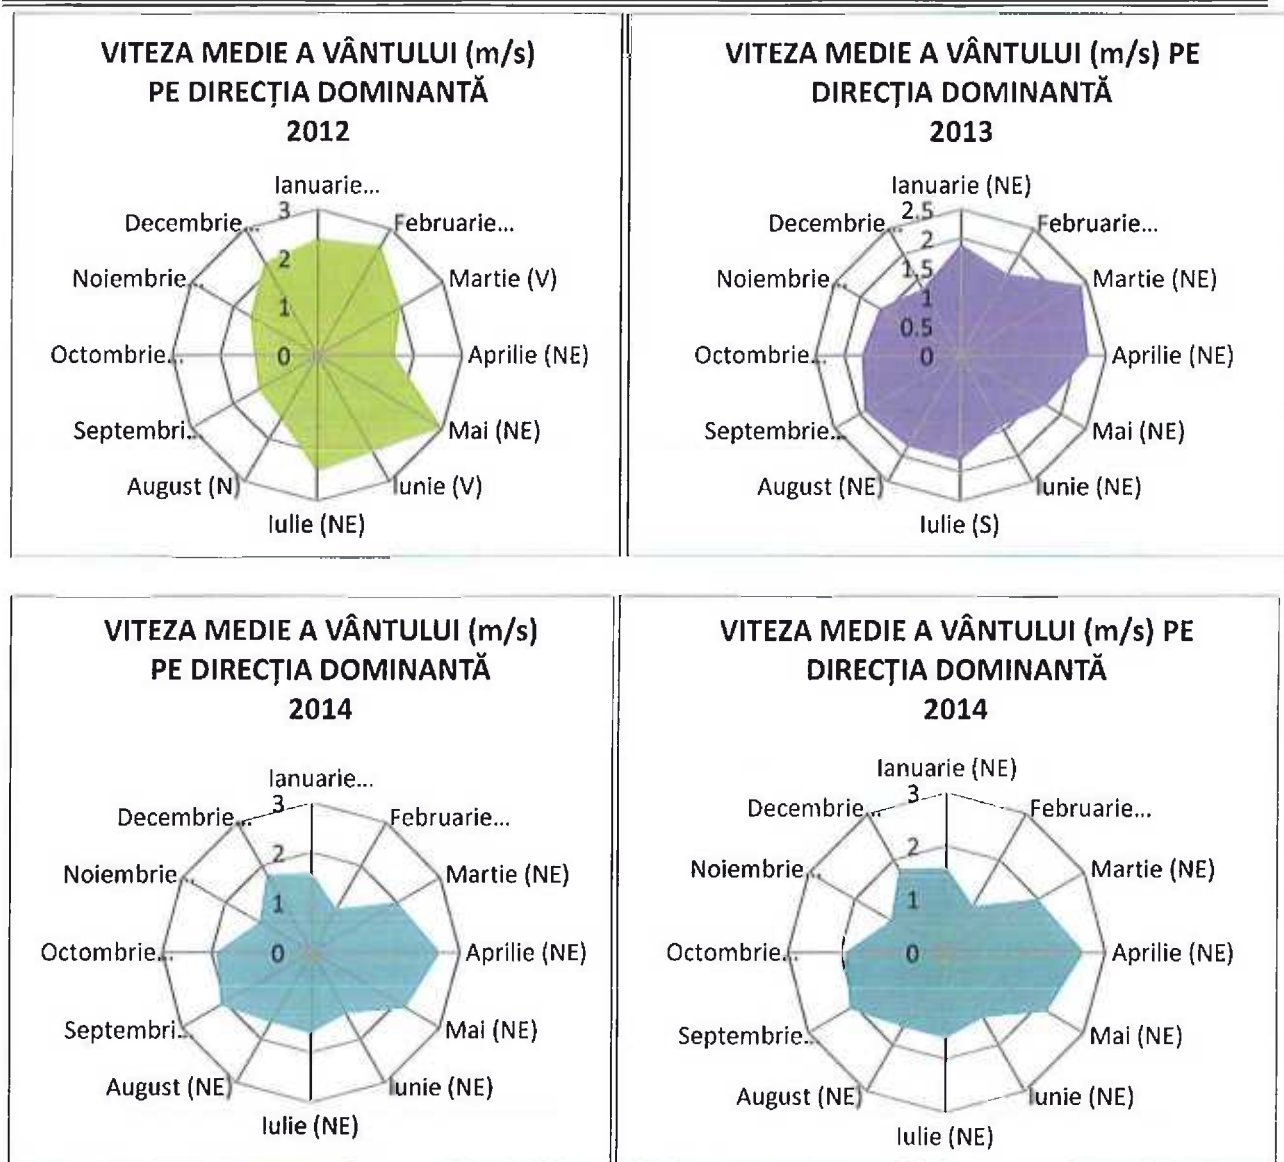 VITEZA MEDIE A VÂNTULUI (m/s)
PE DIRECȚIA DOMINANTĂ
2012
Ianuarie...
Februarie...
Martie (V)
Aprilie (NE)
Mai (NE)
Iunie (V)
Iulie (NE)
August (N)
Septembri...
Octombrie...
Noiembrie...
Decembrie...
3
2
1
0
VITEZA MEDIE A VÂNTULUI (m/s) PE
DIRECȚIA DOMINANTĂ
2013
Ianuarie (NE)
Februarie...
Martie (NE)
Aprilie (NE)
Mai (NE)
Iunie (NE)
Iulie (S)
August (NE)
Septembrie...
Octombrie...
Noiembrie...
Decembrie...
2.5
2
1.5
1
0.5
0
VITEZA MEDIE A VÂNTULUI (m/s)
PE DIRECȚIA DOMINANTĂ
2014
Ianuarie...
Februarie...
Martie (NE)
Aprilie (NE)
Mai (NE)
Iunie (NE)
Iulie (NE)
August (NE)
Septembri...
Octombrie...
Noiembrie...
Decembrie...
3
2
1
0
VITEZA MEDIE A VÂNTULUI (m/s) PE
DIRECȚIA DOMINANTĂ
2014
Ianuarie (NE)
Februarie...
Martie (NE)
Aprilie (NE)
Mai (NE)
Iunie (NE)
Iulie (NE)
August (NE)
Septembrie...
Octombrie...
Noiembrie...
Decembrie...
3
2
1
0